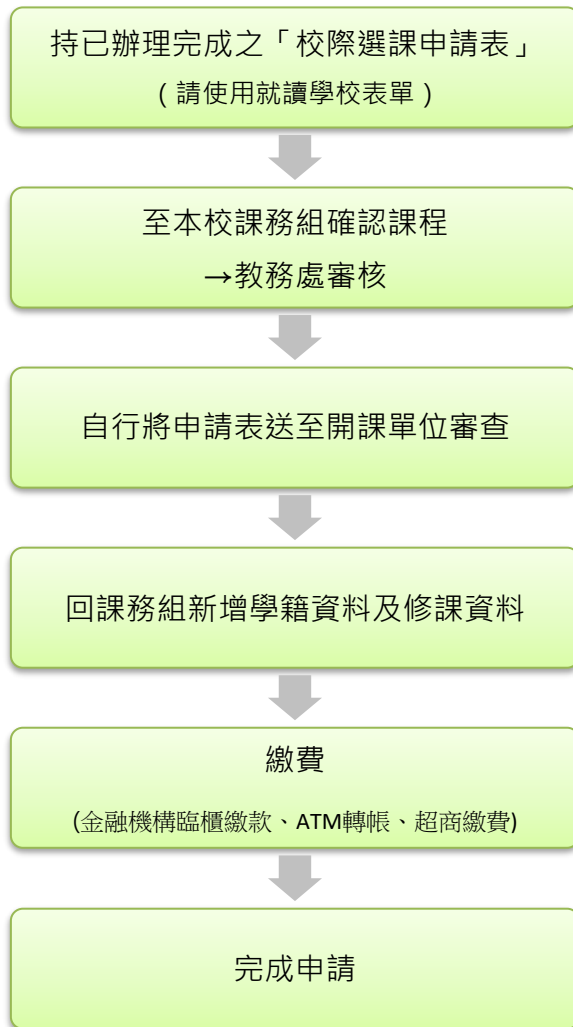 持已辦理完成之「校際選課申請表」
(請使用就讀學校表單)
至本校課務組確認課程
→教務處審核
自行將申請表送至開課單位審查
回課務組新增學籍資料及修課資料
繳費
(金融機構臨櫃繳款、ATM轉帳、超商繳費)
完成申請